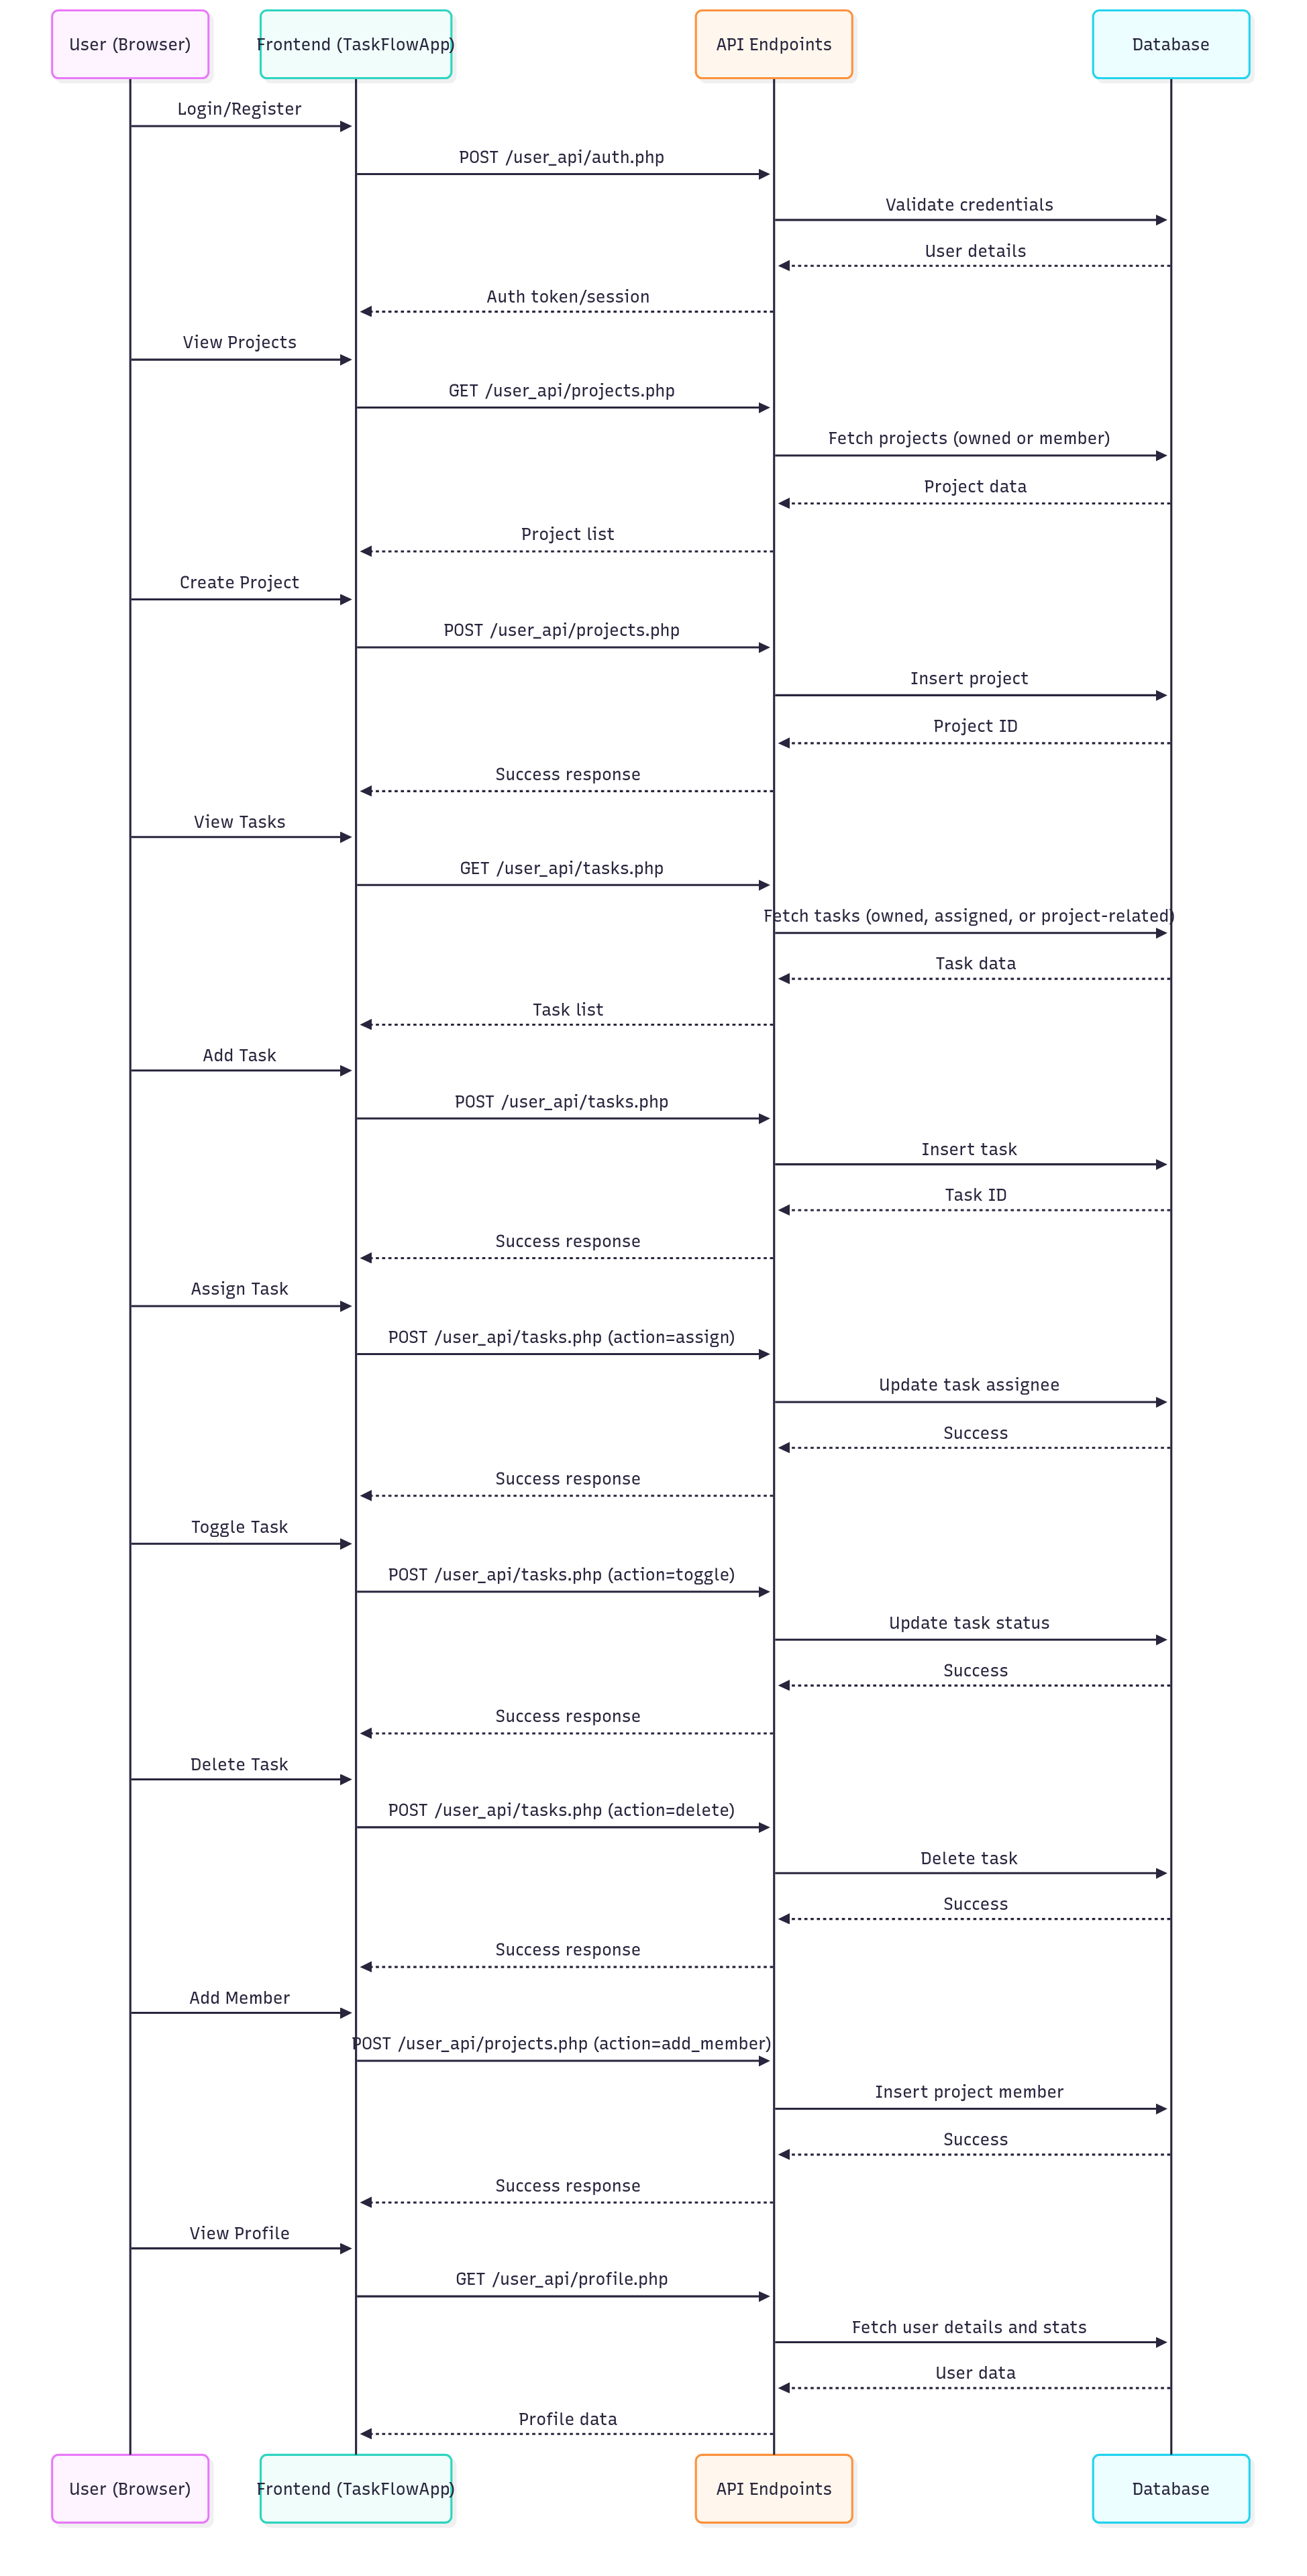 User (Browser)
Frontend (TaskFlowApp)
API Endpoints
Database
Login/Register
POST /user_api/auth.php
Validate credentials
User details
Auth token/session
View Projects
GET /user_api/projects.php
Fetch projects (owned or member)
Project data
Project list
Create Project
POST /user_api/projects.php
Insert project
Project ID
Success response
View Tasks
GET /user_api/tasks.php
Fetch tasks (owned, assigned, or project-related)
Task data
Task list
Add Task
POST /user_api/tasks.php
Insert task
Task ID
Success response
Assign Task
POST /user_api/tasks.php (action=assign)
Update task assignee
Success
Success response
Toggle Task
POST /user_api/tasks.php (action=toggle)
Update task status
Success
Success response
Delete Task
POST /user_api/tasks.php (action=delete)
Delete task
Success
Success response
Add Member
POST /user_api/projects.php (action=add_member)
Insert project member
Success
Success response
View Profile
GET /user_api/profile.php
Fetch user details and stats
User data
Profile data
User (Browser)
Frontend (TaskFlowApp)
API Endpoints
Database